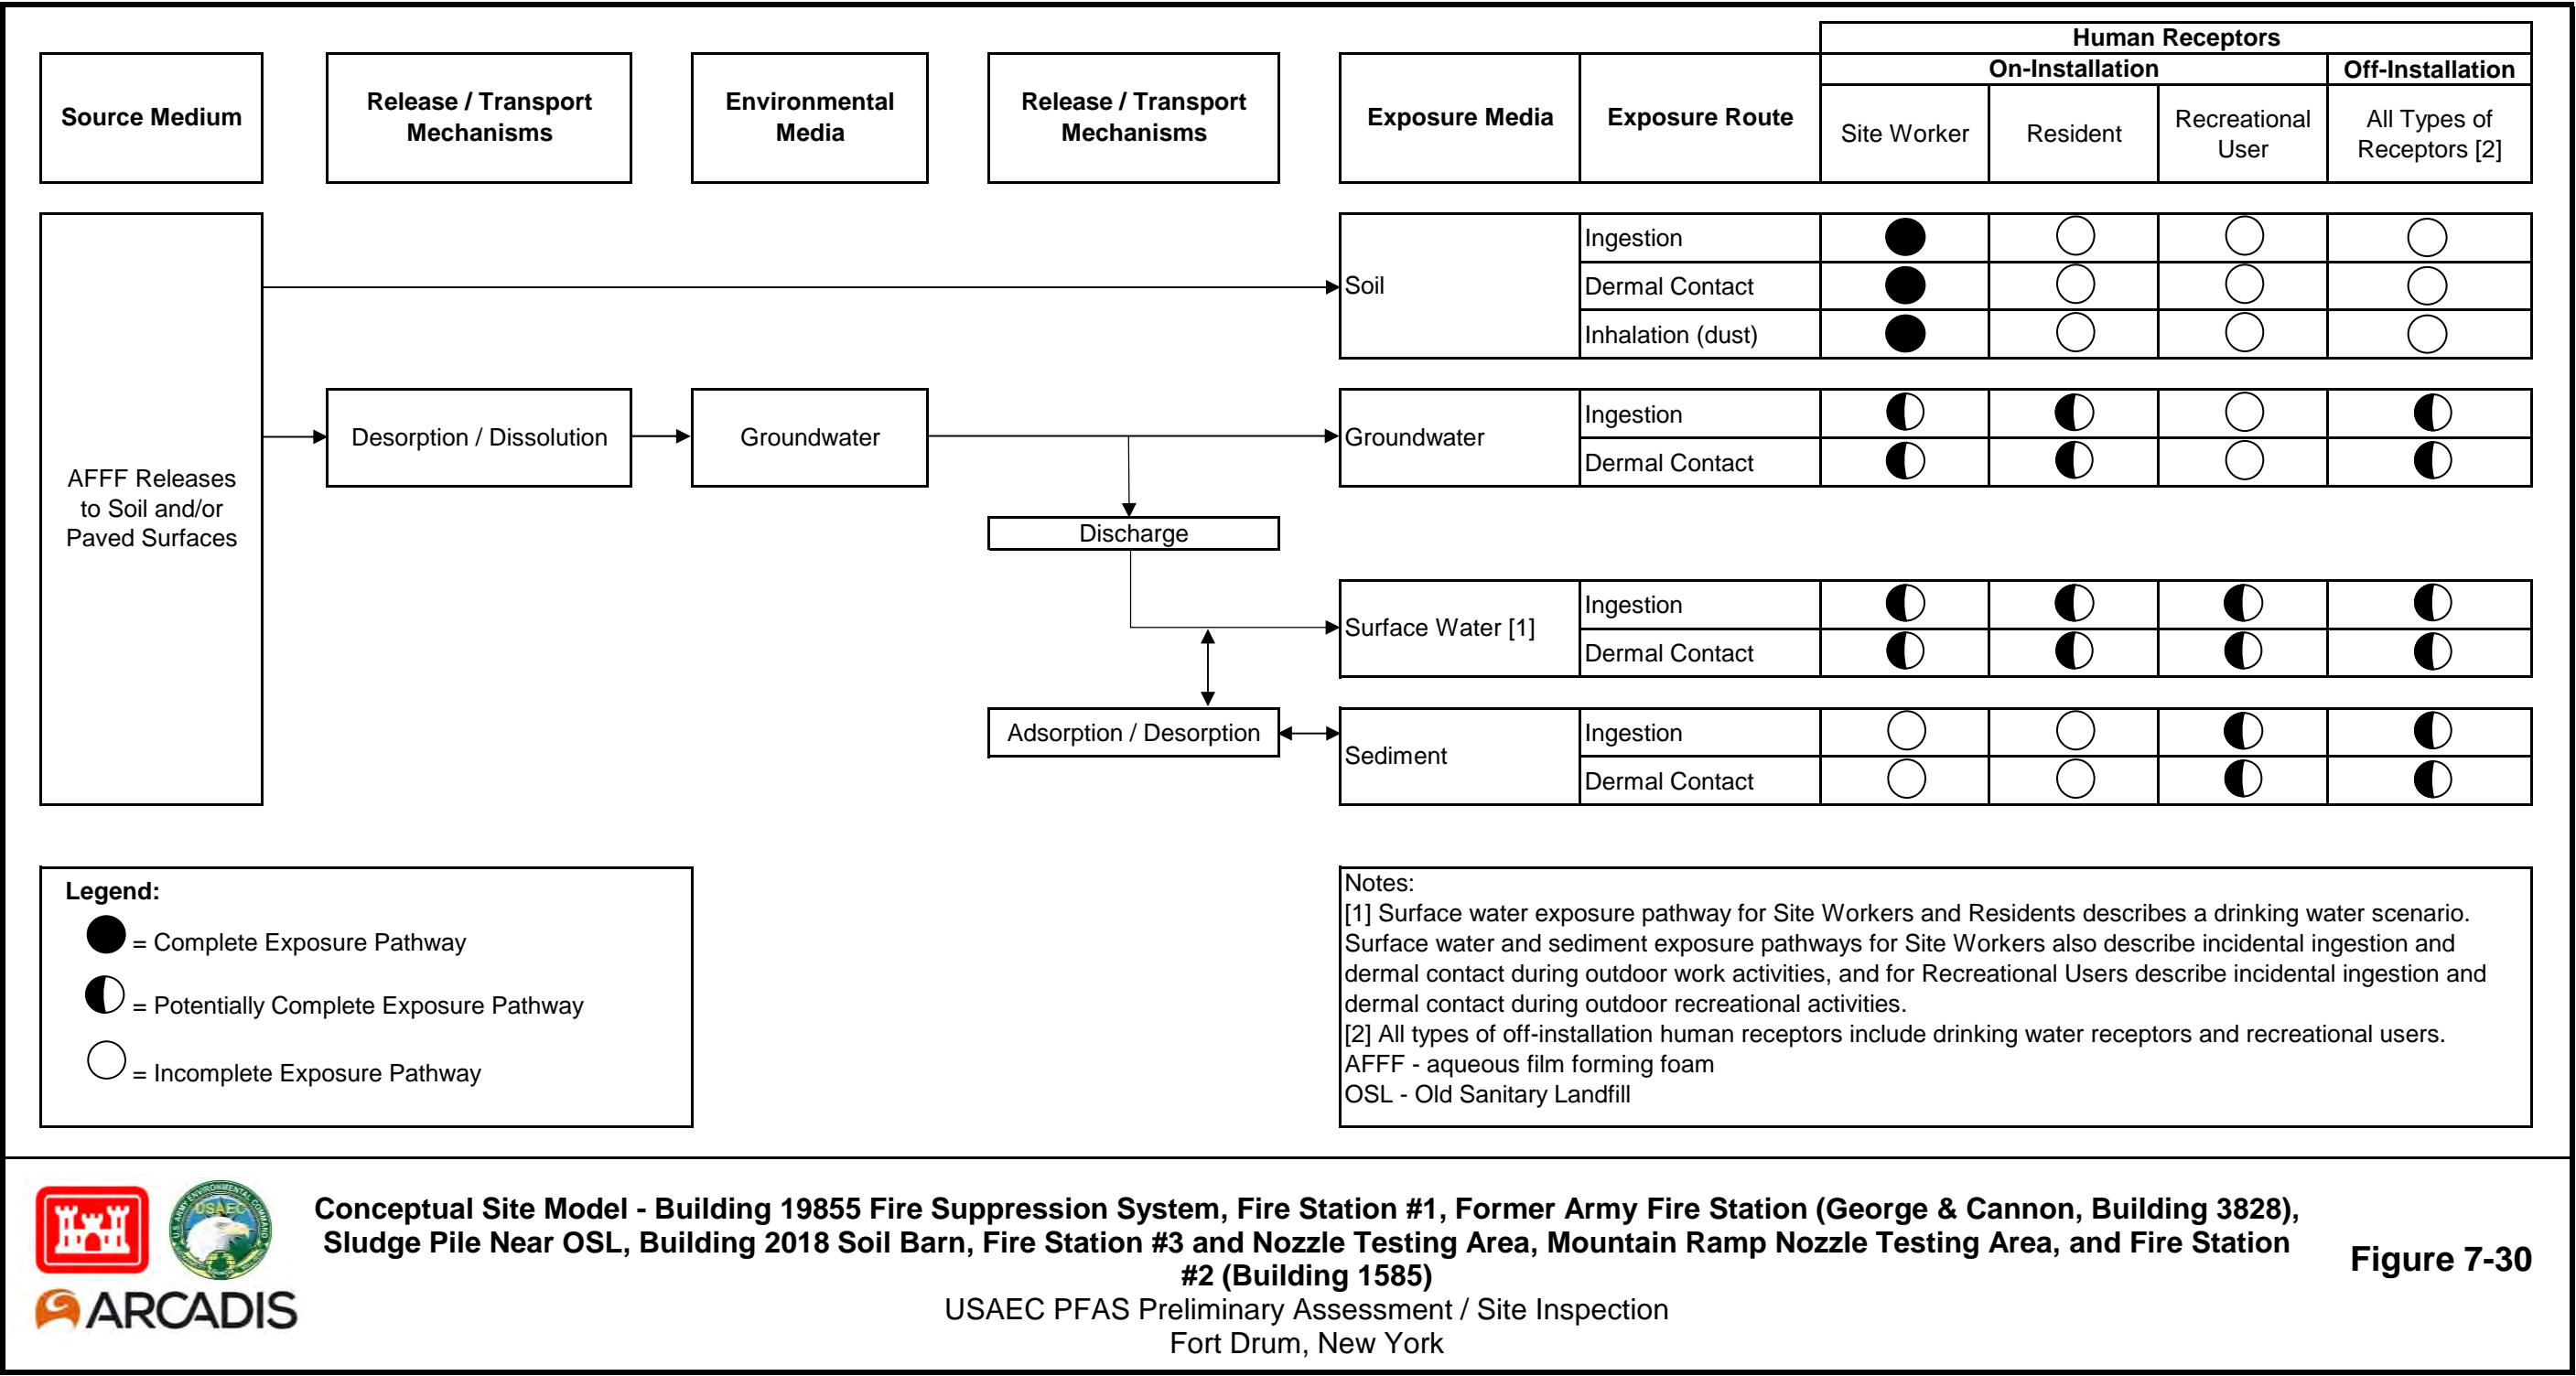 Human Receptors
On-Installation
Off-Installation
Source Medium
Release / Transport
Mechanisms
Environmental
Media
Release / Transport
Mechanisms
Exposure Media
Exposure Route
Site Worker
Resident
Recreational
User
All Types of
Receptors [2]
AFFF Releases
to Soil and/or
Paved Surfaces
Soil
Ingestion
Dermal Contact
Inhalation (dust)
Desorption / Dissolution
Groundwater
Groundwater
Ingestion
Dermal Contact
Discharge
Surface Water [1]
Ingestion
Dermal Contact
Adsorption / Desorption
Sediment
Ingestion
Dermal Contact
Legend:
= Complete Exposure Pathway
= Potentially Complete Exposure Pathway
= Incomplete Exposure Pathway
Notes:
[1] Surface water exposure pathway for Site Workers and Residents describes a drinking water scenario.
Surface water and sediment exposure pathways for Site Workers also describe incidental ingestion and
dermal contact during outdoor work activities, and for Recreational Users describe incidental ingestion and
dermal contact during outdoor recreational activities.
[2] All types of off-installation human receptors include drinking water receptors and recreational users.
AFFF - aqueous film forming foam
OSL - Old Sanitary Landfill
U.S. ARMY ENVIRONMENTAL COMMAND
USAEC
ARCADIS
Conceptual Site Model - Building 19855 Fire Suppression System, Fire Station #1, Former Army Fire Station (George & Cannon, Building 3828),
Sludge Pile Near OSL, Building 2018 Soil Barn, Fire Station #3 and Nozzle Testing Area, Mountain Ramp Nozzle Testing Area, and Fire Station
#2 (Building 1585)
USAEC PFAS Preliminary Assessment / Site Inspection
Fort Drum, New York
Figure 7-30